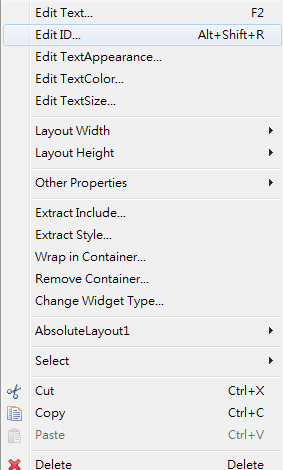 Edit Text... F2
Edit ID... Alt+Shift+R
Edit TextAppearance...
Edit TextColor...
Edit TextSize...
Layout Width
Layout Height
Other Properties
Extract Include...
Extract Style...
Wrap in Container...
Remove Container...
Change Widget Type...
AbsoluteLayout1
Select
Cut Ctrl+X
Copy Ctrl+C
Paste Ctrl+V
Delete Delete